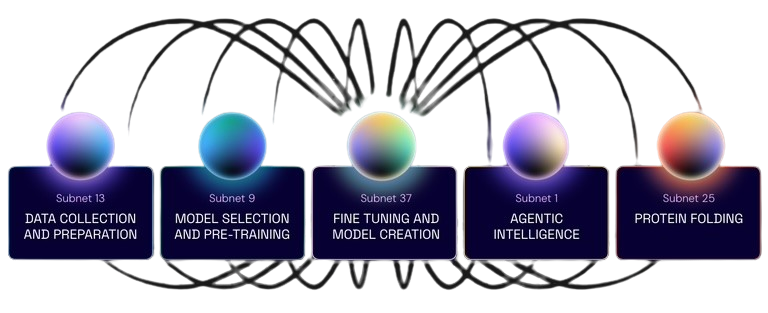 Subnet 13
DATA COLLECTION
AND PREPARATION
Subnet 9
MODEL SELECTION
AND PRE-TRAINING
Subnet 37
FINE TUNING AND
MODEL CREATION
Subnet 1
AGENTIC
INTELLIGENCE
Subnet 25
PROTEIN FOLDING